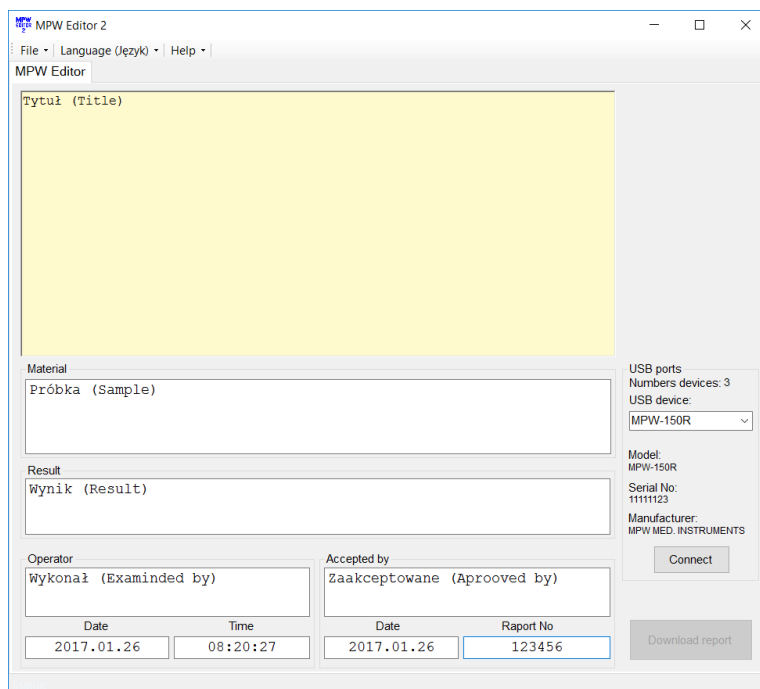 MPW EDITOR 2
MPW Editor 2
File Language (Język) Help
MPW Editor
Tytuł (Title)
Material
Próbka (Sample)
Result
Wynik (Result)
Operator
Wykonał (Examinded by)
Date Time
2017.01.26 08:20:27
Accepted by
Zaakceptowane (Aprooved by)
Date Raport No
2017.01.26 123456
USB ports
Numbers devices: 3
USB device:
MPW-150R
Model:
MPW-150R
Serial No:
11111123
Manufacturer:
MPW MED. INSTRUMENTS
Connect
Download report